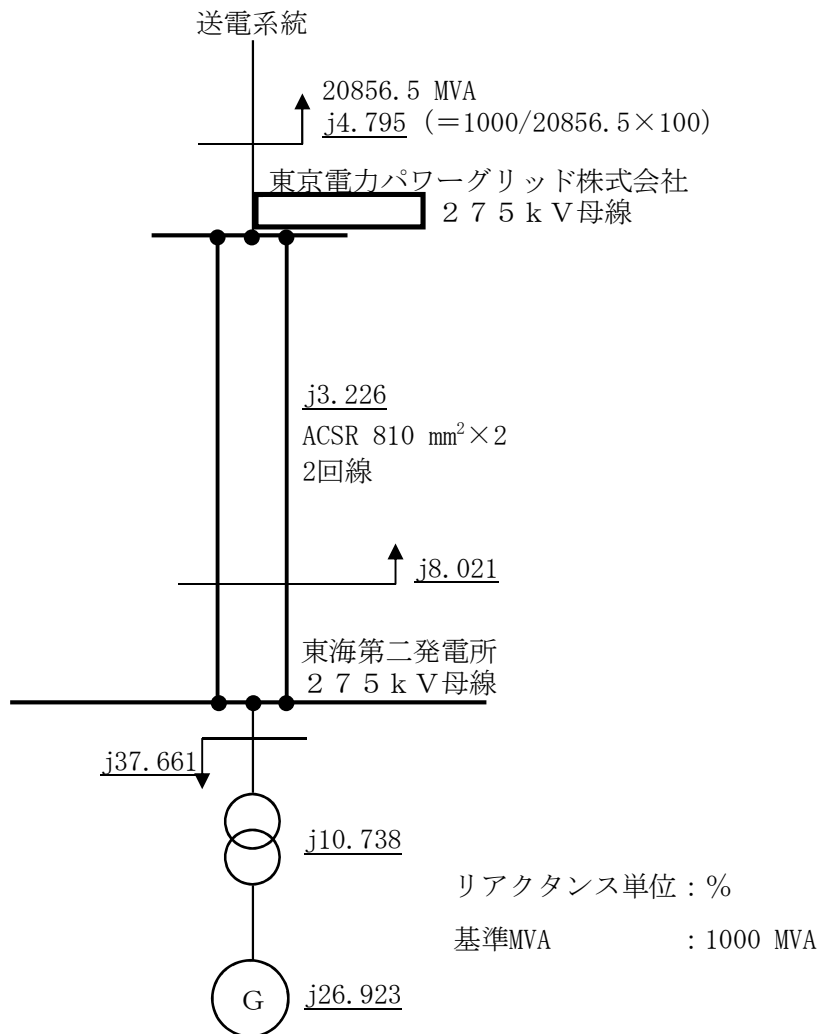 送電系統
20856.5 MVA
j4.795 (=1000/20856.5×100)
東京電力パワーグリッド株式会社
２７５ｋＶ母線
j3.226
ACSR 810 mm²×2
2回線
j8.021
東海第二発電所
２７５ｋＶ母線
j37.661
j10.738
リアクタンス単位：%
基準MVA ：1000 MVA
G j26.923